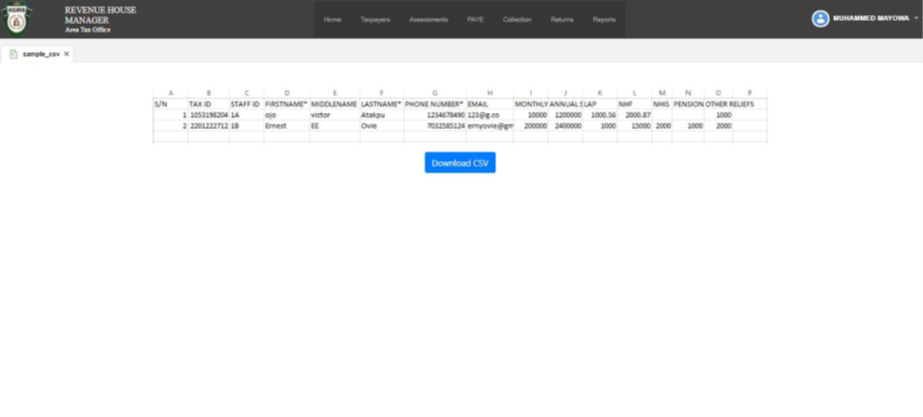 REVENUE HOUSE
MANAGER
Area Tax Office
Home Taxpayers Assessments PAYE Collection Returns Reports
MUHAMMED MAYOWA
sample_csv X
A B C D E F G H I J K L M N O P
S/N TAX ID STAFF ID FIRSTNAME* MIDDLENAME LASTNAME* PHONE NUMBER* EMAIL MONTHLY ANNUAL S LAP NHF NHIS PENSION OTHER RELIEFS
1 1053198204 1A ojo victor Atakpu 1234678490 123@g.co 10000 1200000 1000.56 2000.87 1000
2 2201222712 1B Ernest EE Ovie 7032585124 ernyovie@gm 200000 2400000 1000 15000 2000 1000 2000
Download CSV